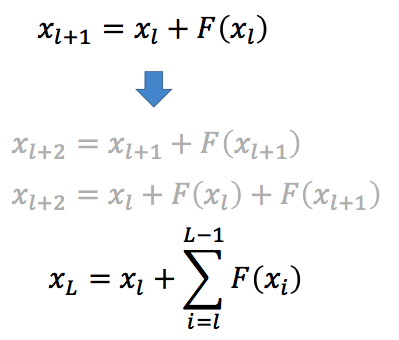 x_{l+1} = x_l + F(x_l)
x_{l+2} = x_{l+1} + F(x_{l+1})
x_{l+2} = x_l + F(x_l) + F(x_{l+1})
x_L = x_l + \sum_{i=l}^{L-1} F(x_i)